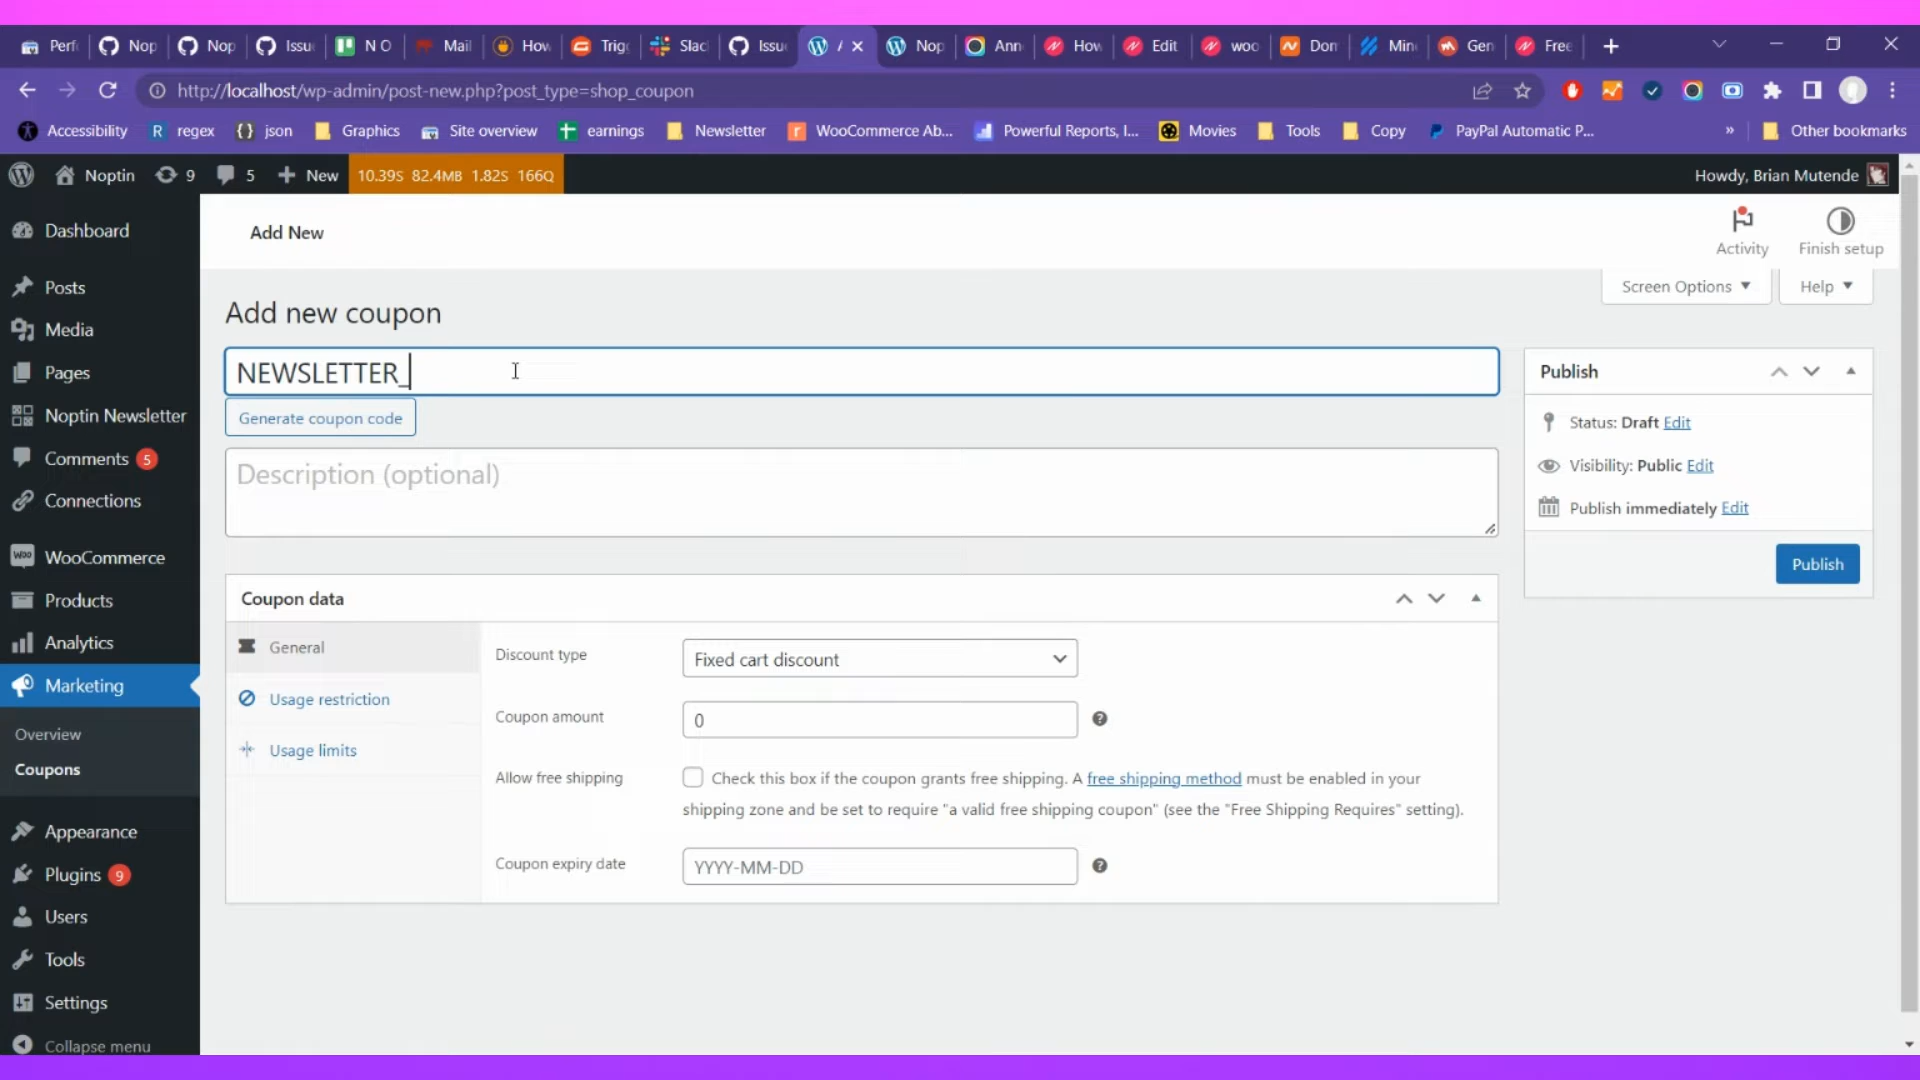 Perf Nop Nop Issu N O Mail How Trig Slac Issu / Nop Ann How Edit woo Don Min Gen Free
http://localhost/wp-admin/post-new.php?post_type=shop_coupon
Accessibility R regex {} json Graphics Site overview earnings Newsletter r WooCommerce Ab... Powerful Reports, I... Movies Tools Copy PayPal Automatic P... » Other bookmarks
Noptin 9 5 + New 10.39S 82.4MB 1.82S 166Q Howdy, Brian Mutende
Dashboard
Posts
Media
Pages
Noptin Newsletter
Comments 5
Connections
Woo WooCommerce
Products
Analytics
Marketing
Overview
Coupons
Appearance
Plugins 9
Users
Tools
Settings
Collapse menu
Add New
Activity
Finish setup
Screen Options
Help
Add new coupon
NEWSLETTER_
Generate coupon code
Description (optional)
Coupon data
General
Usage restriction
Usage limits
Discount type Fixed cart discount
Coupon amount 0 ?
Allow free shipping Check this box if the coupon grants free shipping. A free shipping method must be enabled in your
shipping zone and be set to require "a valid free shipping coupon" (see the "Free Shipping Requires" setting).
Coupon expiry date YYYY-MM-DD ?
Publish
Status: Draft Edit
Visibility: Public Edit
Publish immediately Edit
Publish